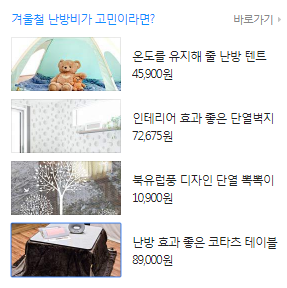 겨울철 난방비가 고민이라면?
바로가기
온도를 유지해 줄 난방 텐트
45,900원
인테리어 효과 좋은 단열벽지
72,675원
북유럽풍 디자인 단열 뽁뽁이
10,900원
난방 효과 좋은 코타츠 테이블
89,000원